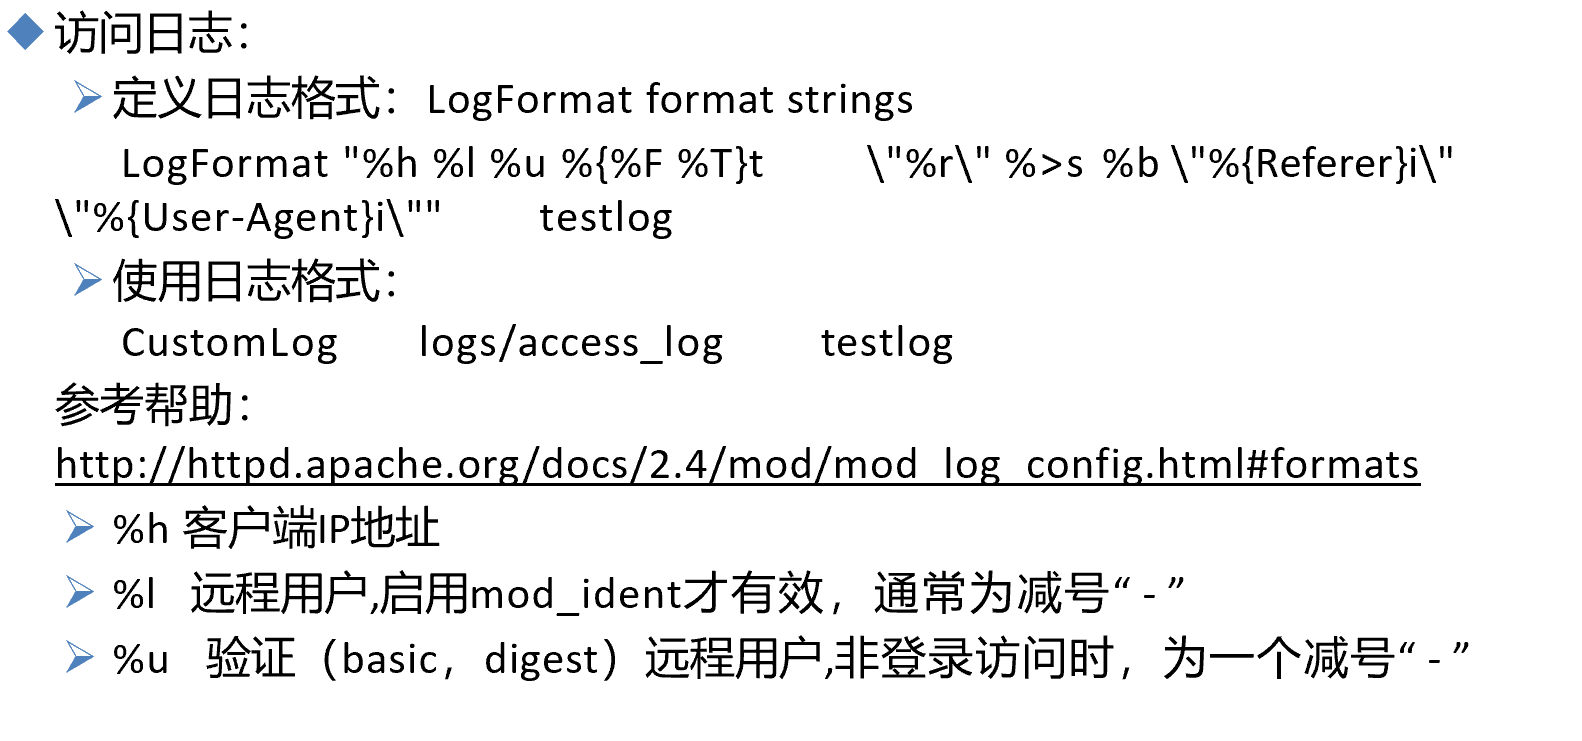 访问日志：
定义日志格式：LogFormat format strings
LogFormat "%h %l %u %{%F %T}t \"%r\" %>s %b \"%{Referer}i\"
\"%{User-Agent}i\"" testlog
使用日志格式：
CustomLog logs/access_log testlog
参考帮助：
http://httpd.apache.org/docs/2.4/mod/mod_log_config.html#formats
%h 客户端IP地址
%l 远程用户,启用mod_ident才有效，通常为减号“ - ”
%u 验证（basic，digest）远程用户,非登录访问时，为一个减号“ - ”